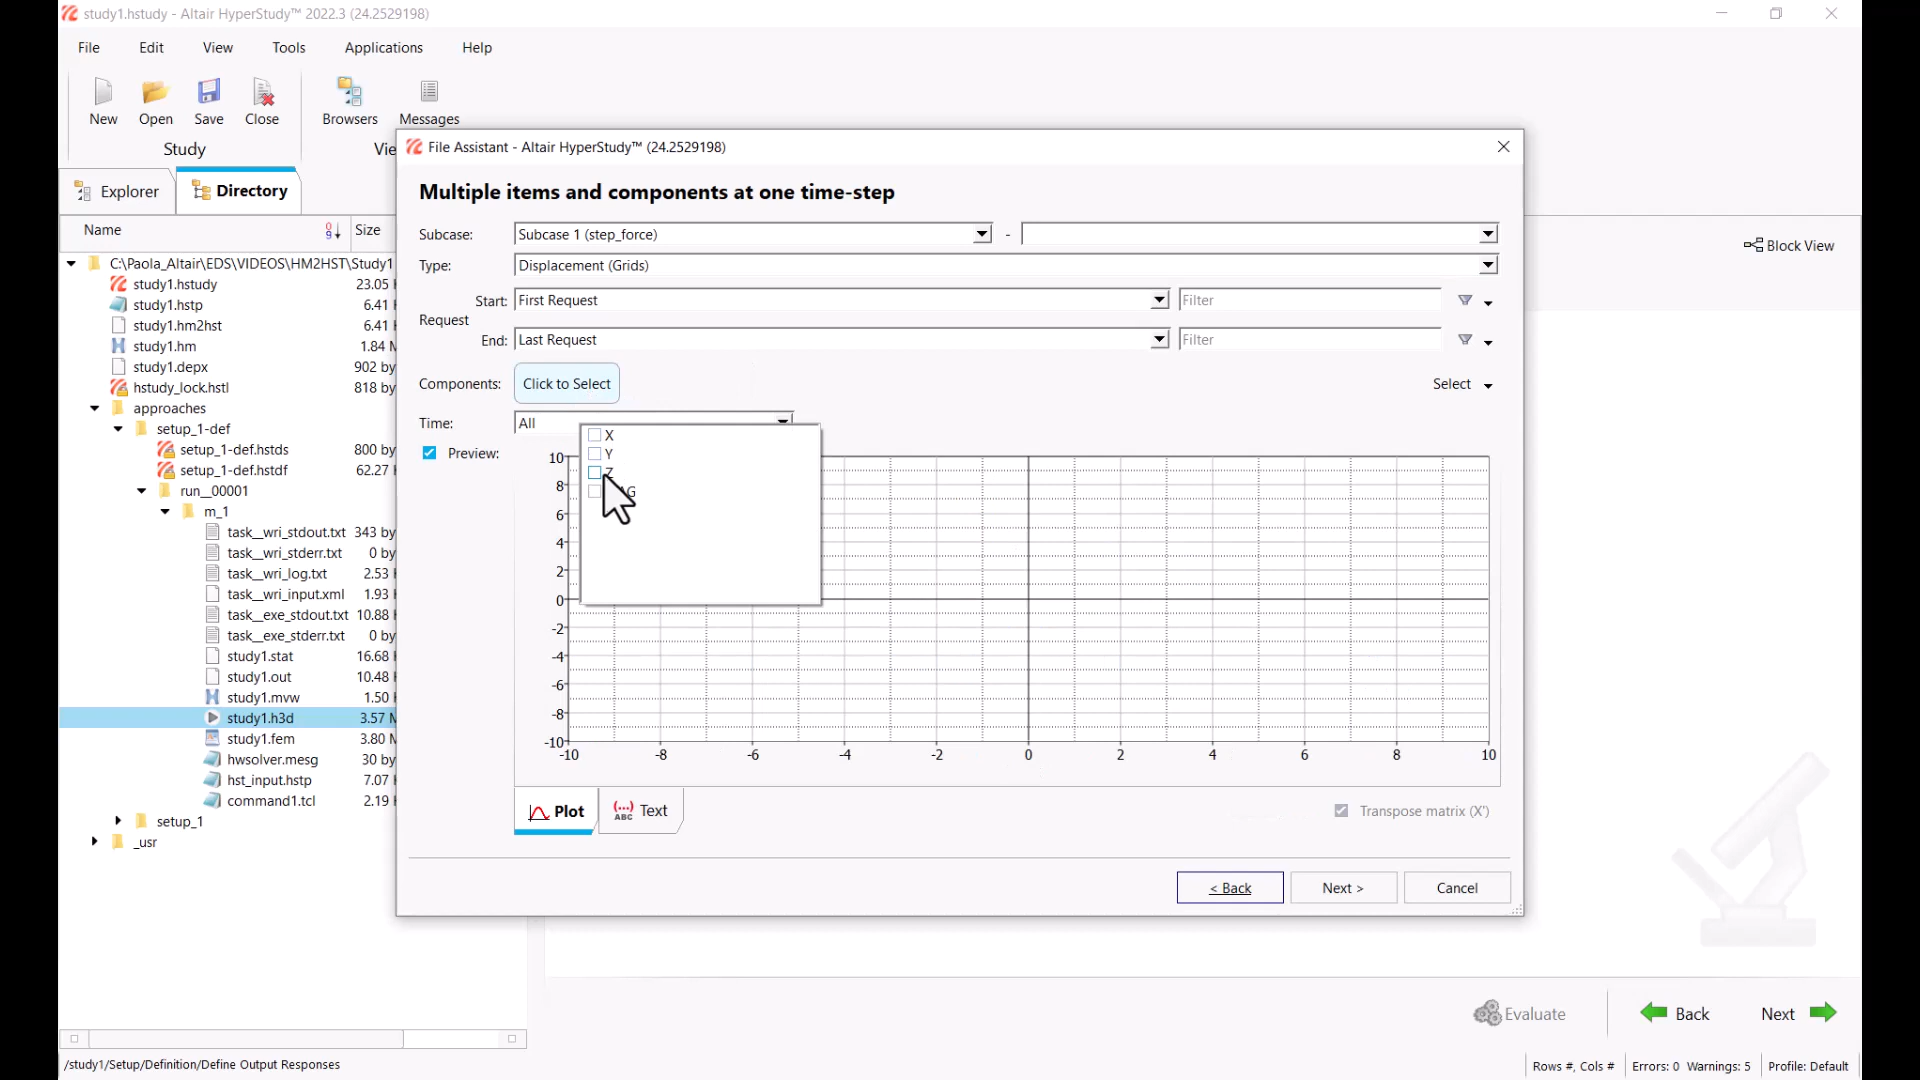 study1.hstudy - Altair HyperStudy™ 2022.3 (24.2529198)
File Edit View Tools Applications Help
New Open Save Close Browsers Messages
Study
File Assistant - Altair HyperStudy™ (24.2529198)
Explorer Directory
Name Size
C:\Paola_Altair\EDS\VIDEOS\HM2HST\Study1
study1.hstudy 23.05
study1.hstp 6.41
study1.hm2hst 6.41
study1.hm 1.84
study1.depx 902 by
hstudy_lock.hstl 818 by
approaches
setup_1-def
setup_1-def.hstds 800 by
setup_1-def.hstdf 62.27
run__00001
m_1
task__wri_stdout.txt 343 by
task__wri_stderr.txt 0 by
task__wri_log.txt 2.53
task__wri_input.xml 1.93
task__exe_stdout.txt 10.88
task__exe_stderr.txt 0 by
study1.stat 16.68
study1.out 10.48
study1.mvw 1.50
study1.h3d 3.57
study1.fem 3.80
hwsolver.mesg 30 by
hst_input.hstp 7.07
command1.tcl 2.19
setup_1
_usr
Multiple items and components at one time-step
Subcase: Subcase 1 (step_force) -
Type: Displacement (Grids)
Start: First Request Filter
Request
End: Last Request Filter
Components: Click to Select Select
Time: All
X
Y
Z
Preview:
10
8
6
4
2
0
-2
-4
-6
-8
-10
-10 -8 -6 -4 -2 0 2 4 6 8 10
Plot Text Transpose matrix (X')
< Back Next > Cancel
Block View
Evaluate Back Next
/study1/Setup/Definition/Define Output Responses
Rows #, Cols # Errors: 0 Warnings: 5 Profile: Default